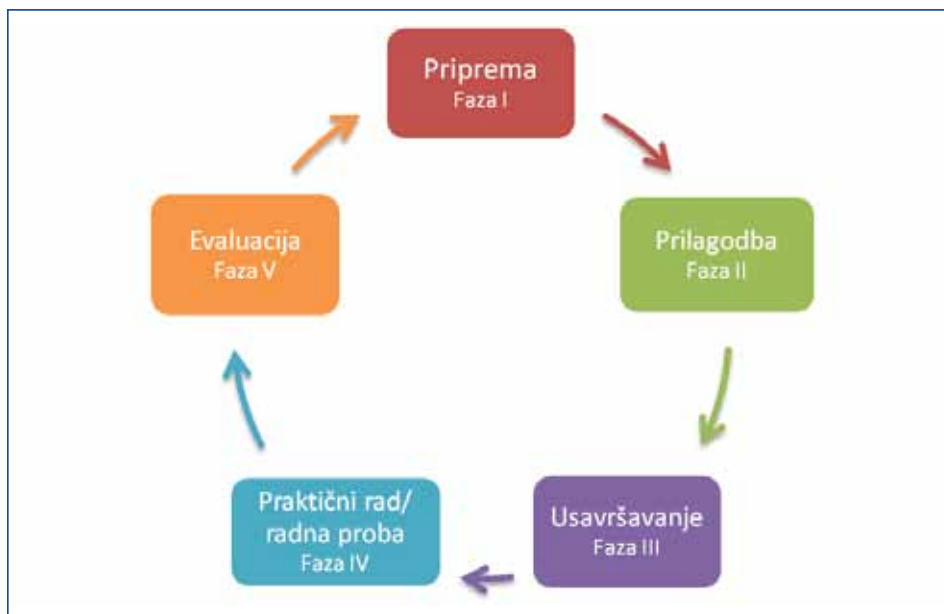 Priprema
Faza I
Prilagodba
Faza II
Usavršavanje
Faza III
Praktični rad/
radna proba
Faza IV
Evaluacija
Faza V